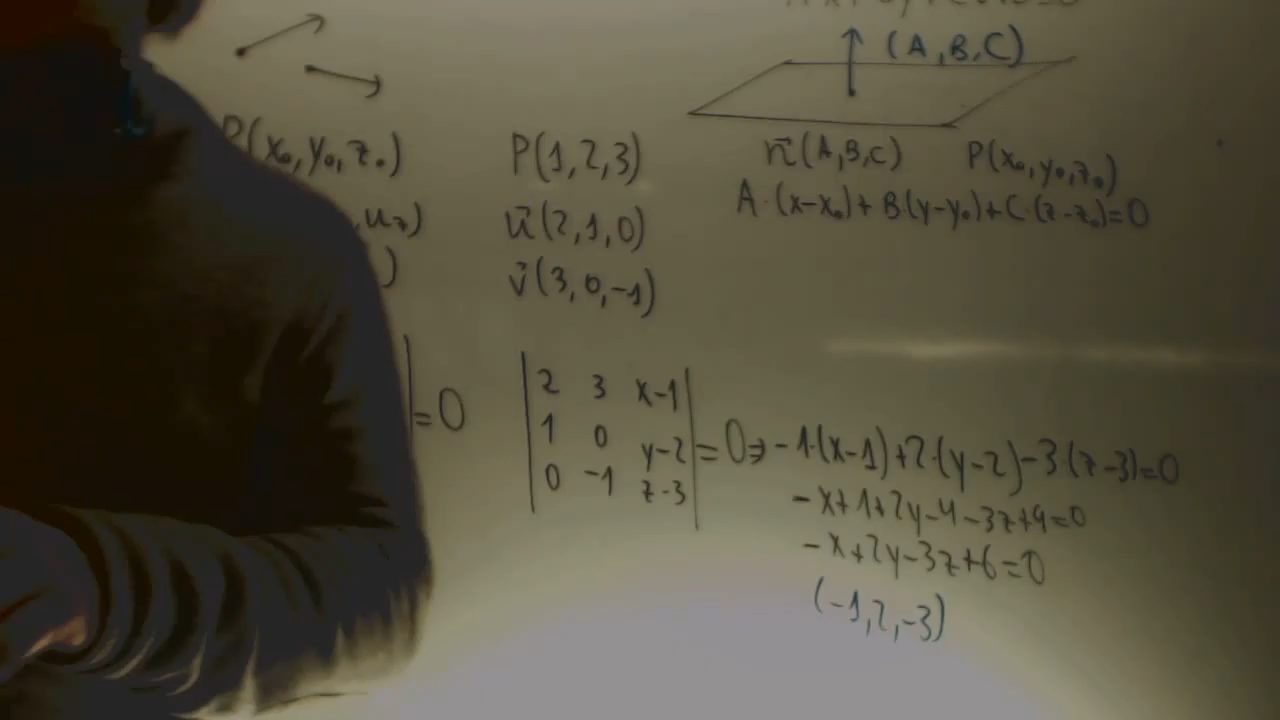 (A,B,C)
P(x₀,y₀,z₀)
,u_z)
)
|=0
P(1,2,3)
u⃗(2,1,0)
v⃗(3,0,-1)
n⃗(A,B,C) P(x₀,y₀,z₀)
A·(x-x₀)+B·(y-y₀)+C·(z-z₀)=0
|2 3 x-1|
|1 0 y-2| =0⇒-1·(x-1)+2·(y-2)-3(z-3)=0
|0 -1 z-3|
-x+1+2y-4-3z+9=0
-x+2y-3z+6=0
(-1,2,-3)